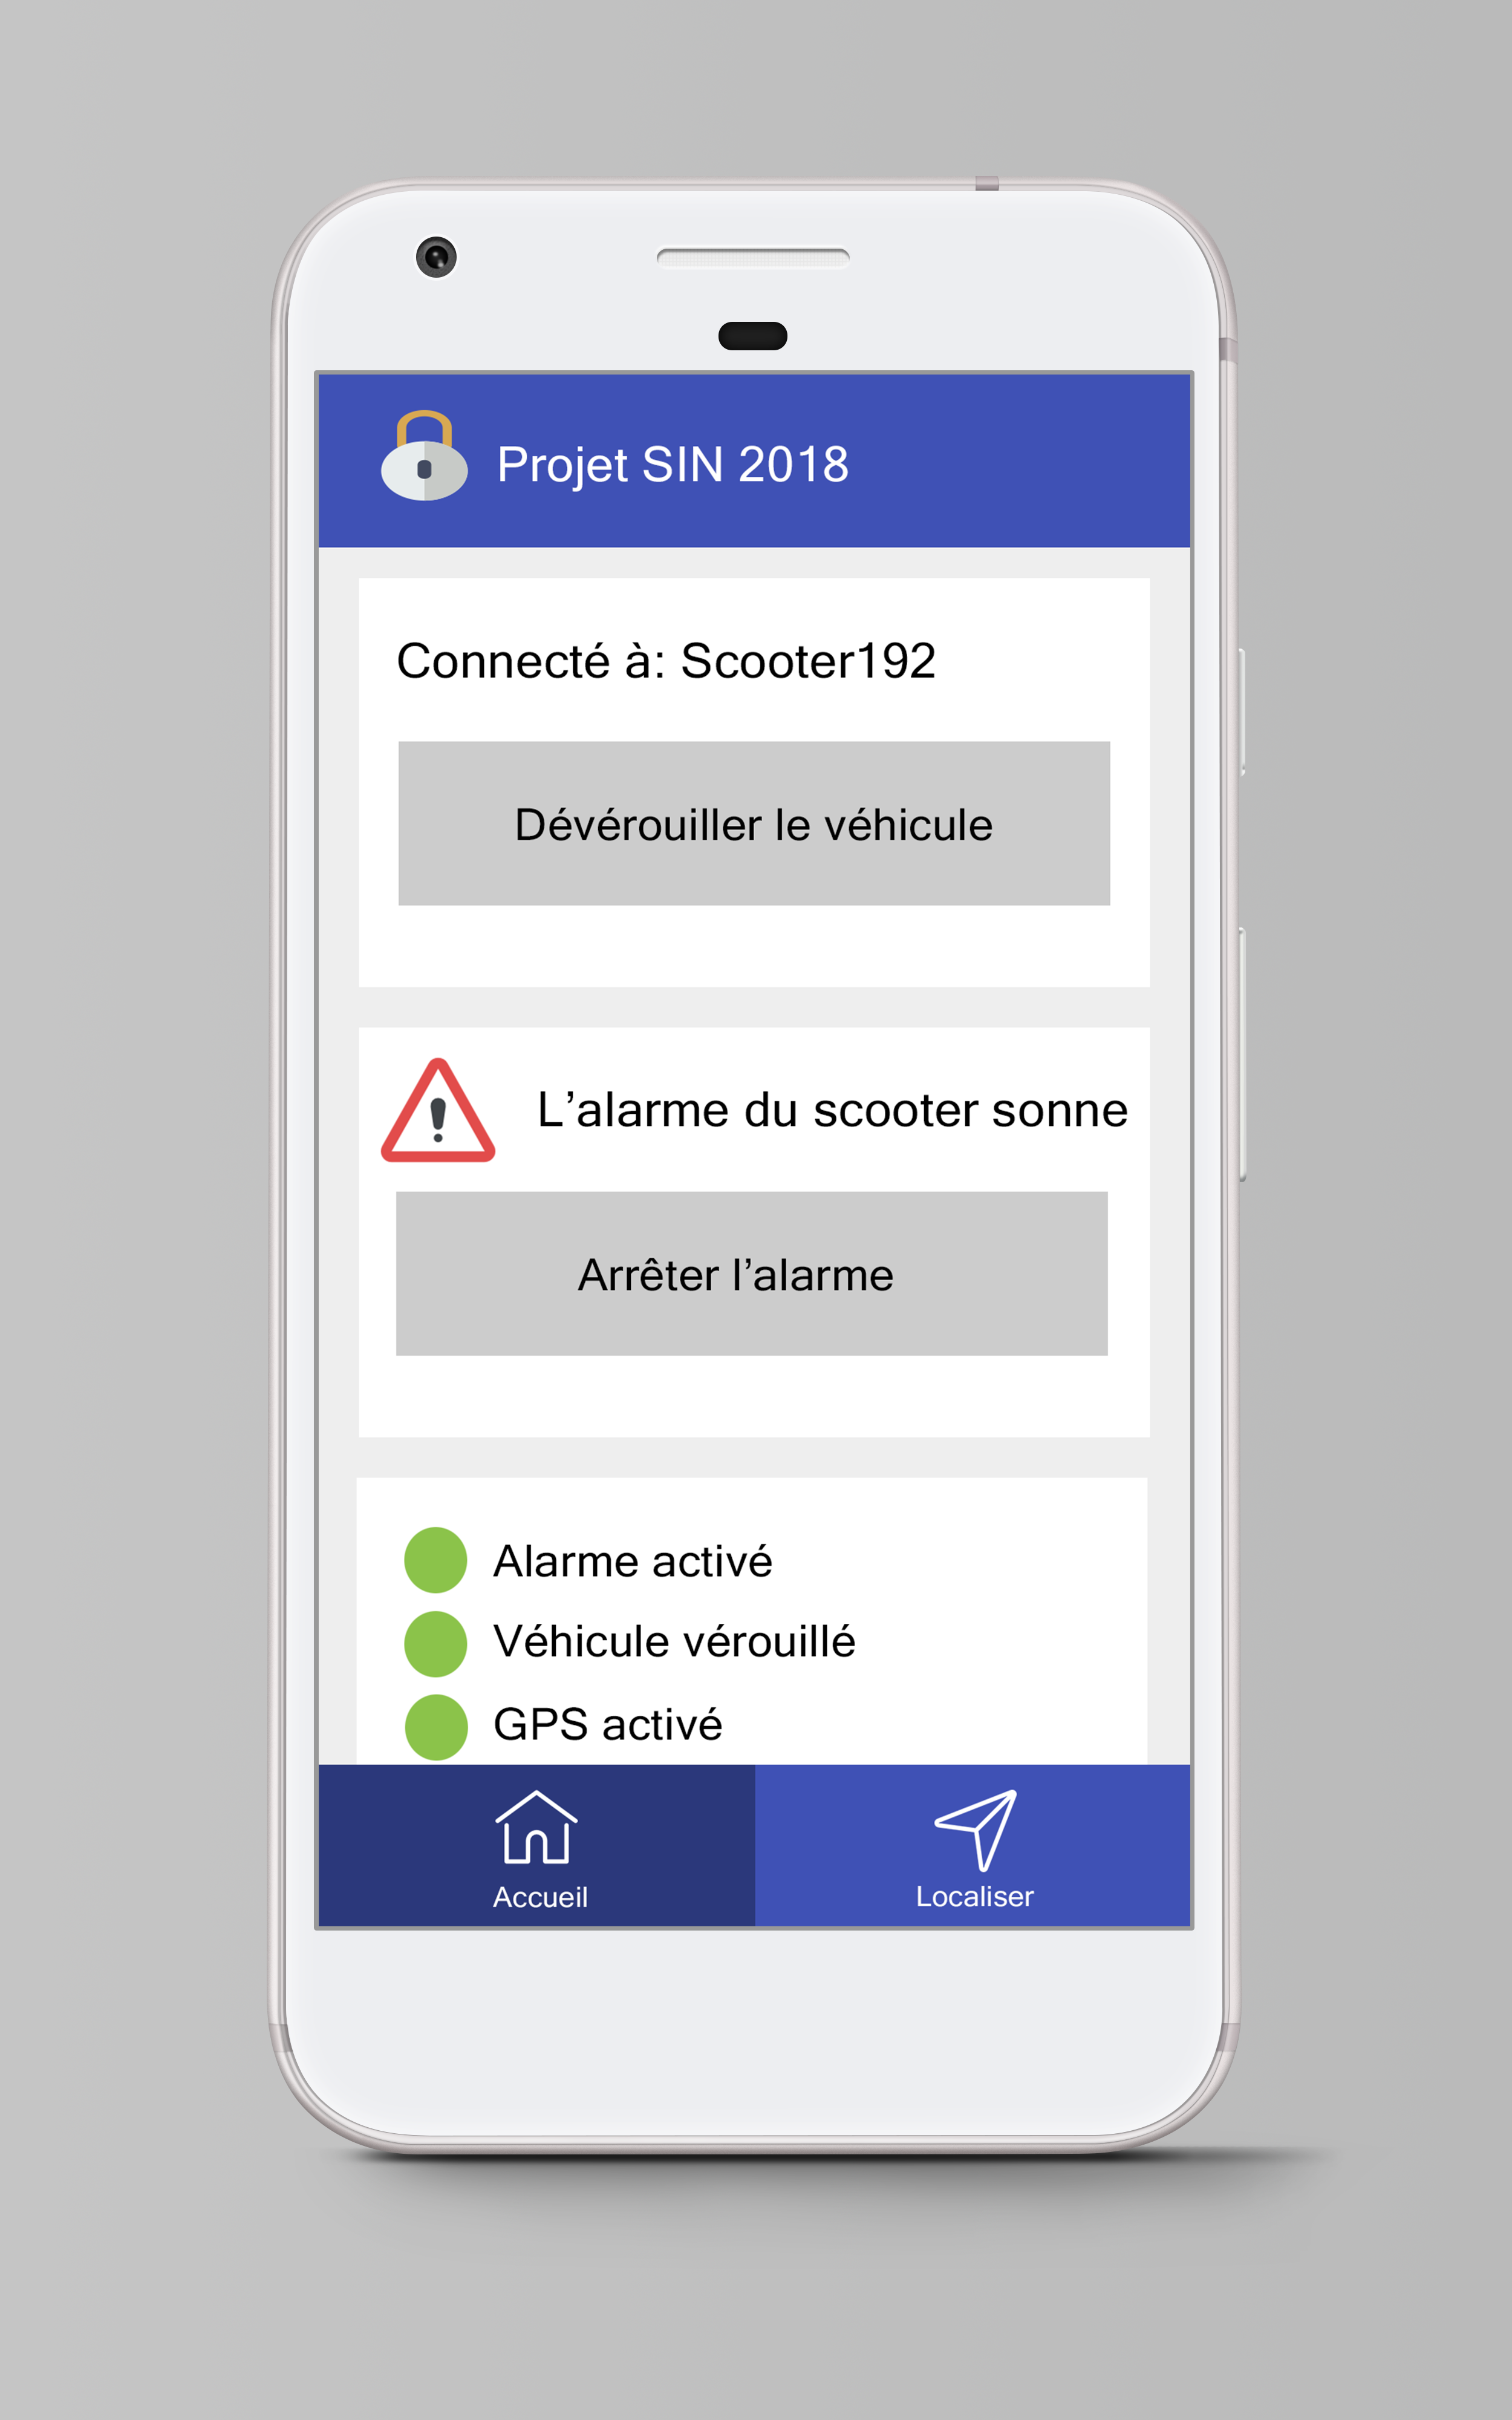 Projet SIN 2018
Connecté à: Scooter192
Dévérouiller le véhicule
L’alarme du scooter sonne
Arrêter l’alarme
Alarme activé
Véhicule vérouillé
GPS activé
Accueil
Localiser